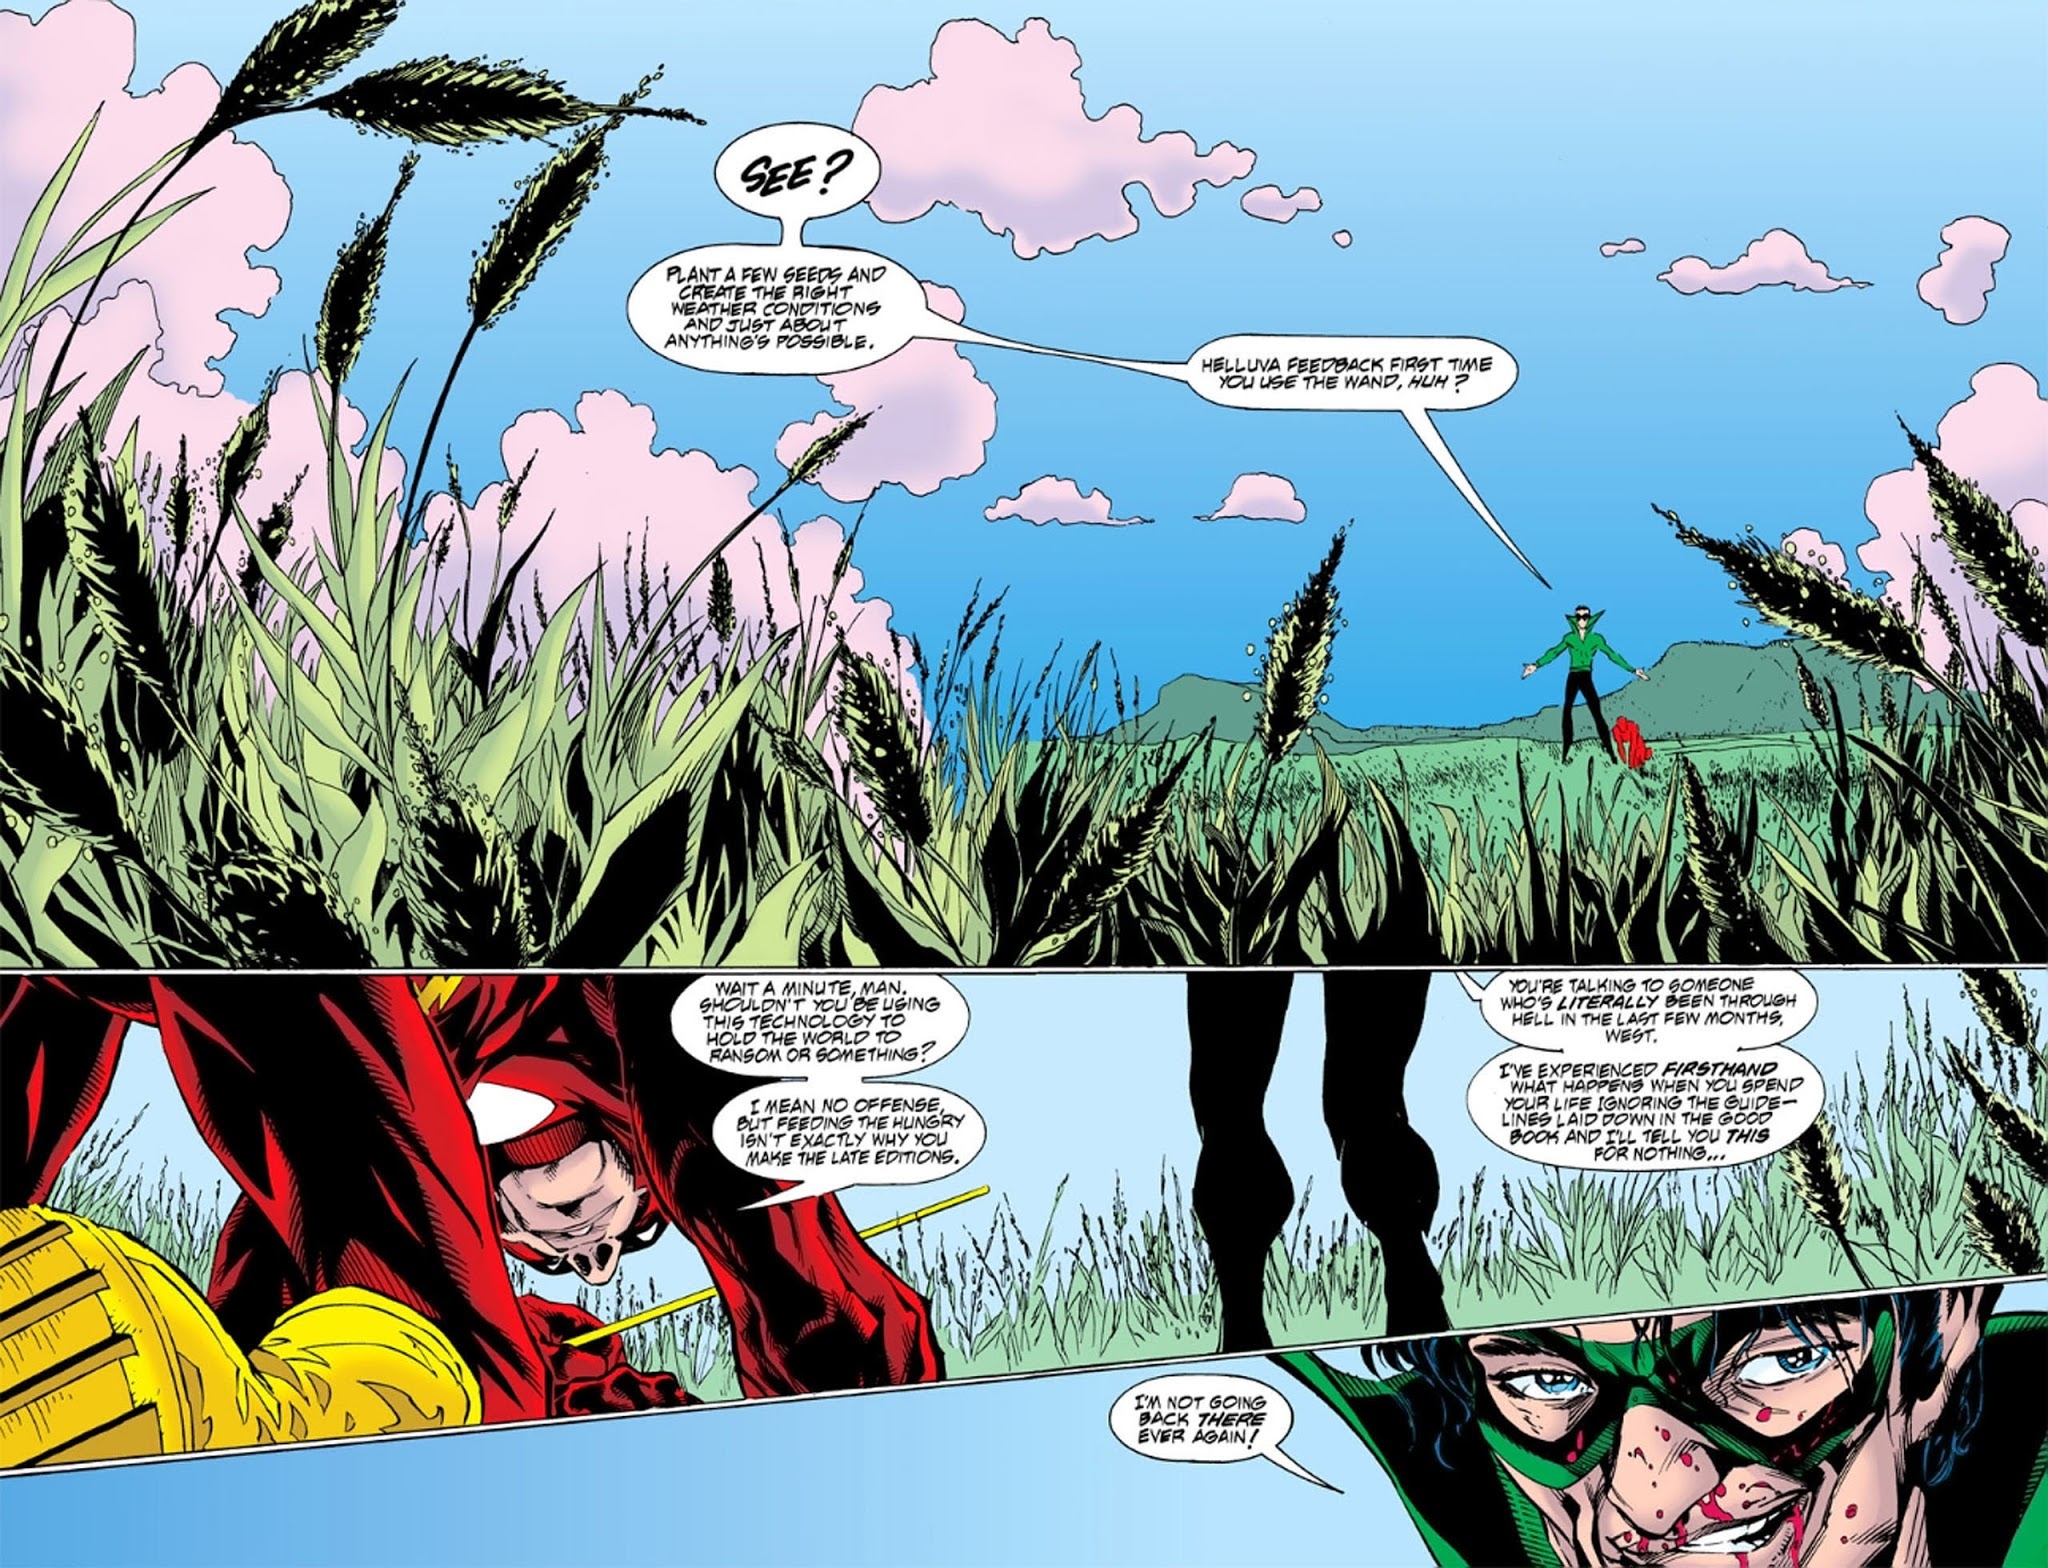 SEE?
PLANT A FEW SEEDS AND
CREATE THE RIGHT
WEATHER CONDITIONS
AND JUST ABOUT
ANYTHING'S POSSIBLE.
HELLUVA FEEDBACK FIRST TIME
YOU USE THE WAND, HUH?
WAIT A MINUTE, MAN.
SHOULDN'T YOU BE USING
THIS TECHNOLOGY TO
HOLD THE WORLD TO
RANSOM OR SOMETHING?
I MEAN NO OFFENSE,
BUT FEEDING THE HUNGRY
ISN'T EXACTLY WHY YOU
MAKE THE LATE EDITIONS.
YOU'RE TALKING TO SOMEONE
WHO'S LITERALLY BEEN THROUGH
HELL IN THE LAST FEW MONTHS,
WEST.
I'VE EXPERIENCED FIRSTHAND
WHAT HAPPENS WHEN YOU SPEND
YOUR LIFE IGNORING THE GUIDE-
LINES LAID DOWN IN THE GOOD
BOOK AND I'LL TELL YOU THIS
FOR NOTHING...
I'M NOT GOING
BACK THERE
EVER AGAIN!